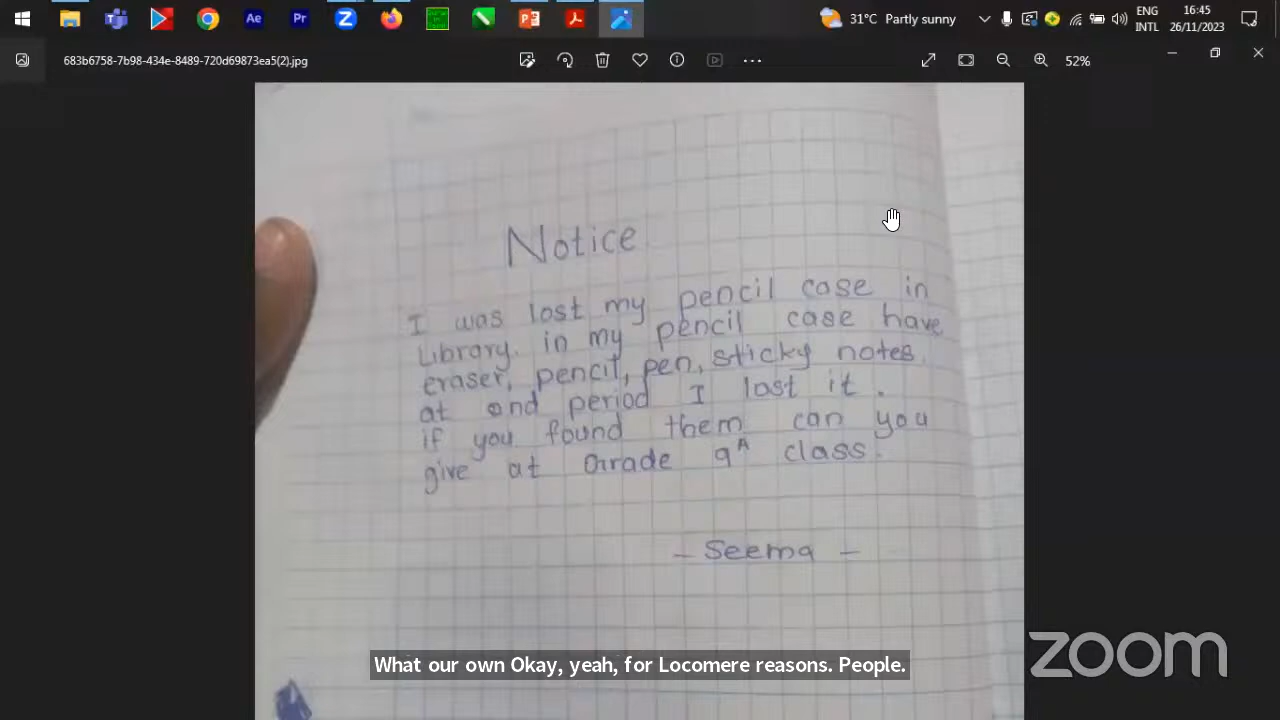 31°C Partly sunny
ENG
INTL
16:45
26/11/2023
683b6758-7b98-434e-8489-720d69873ea5(2).jpg
52%
Notice
I was lost my pencil case in
Library. in my pencil case have
eraser, pencil, pen, sticky notes.
at 2nd period I lost it.
if you found them can you
give at Grade 9A class.
- Seema -
What our own Okay, yeah, for Locomere reasons. People.
zoom